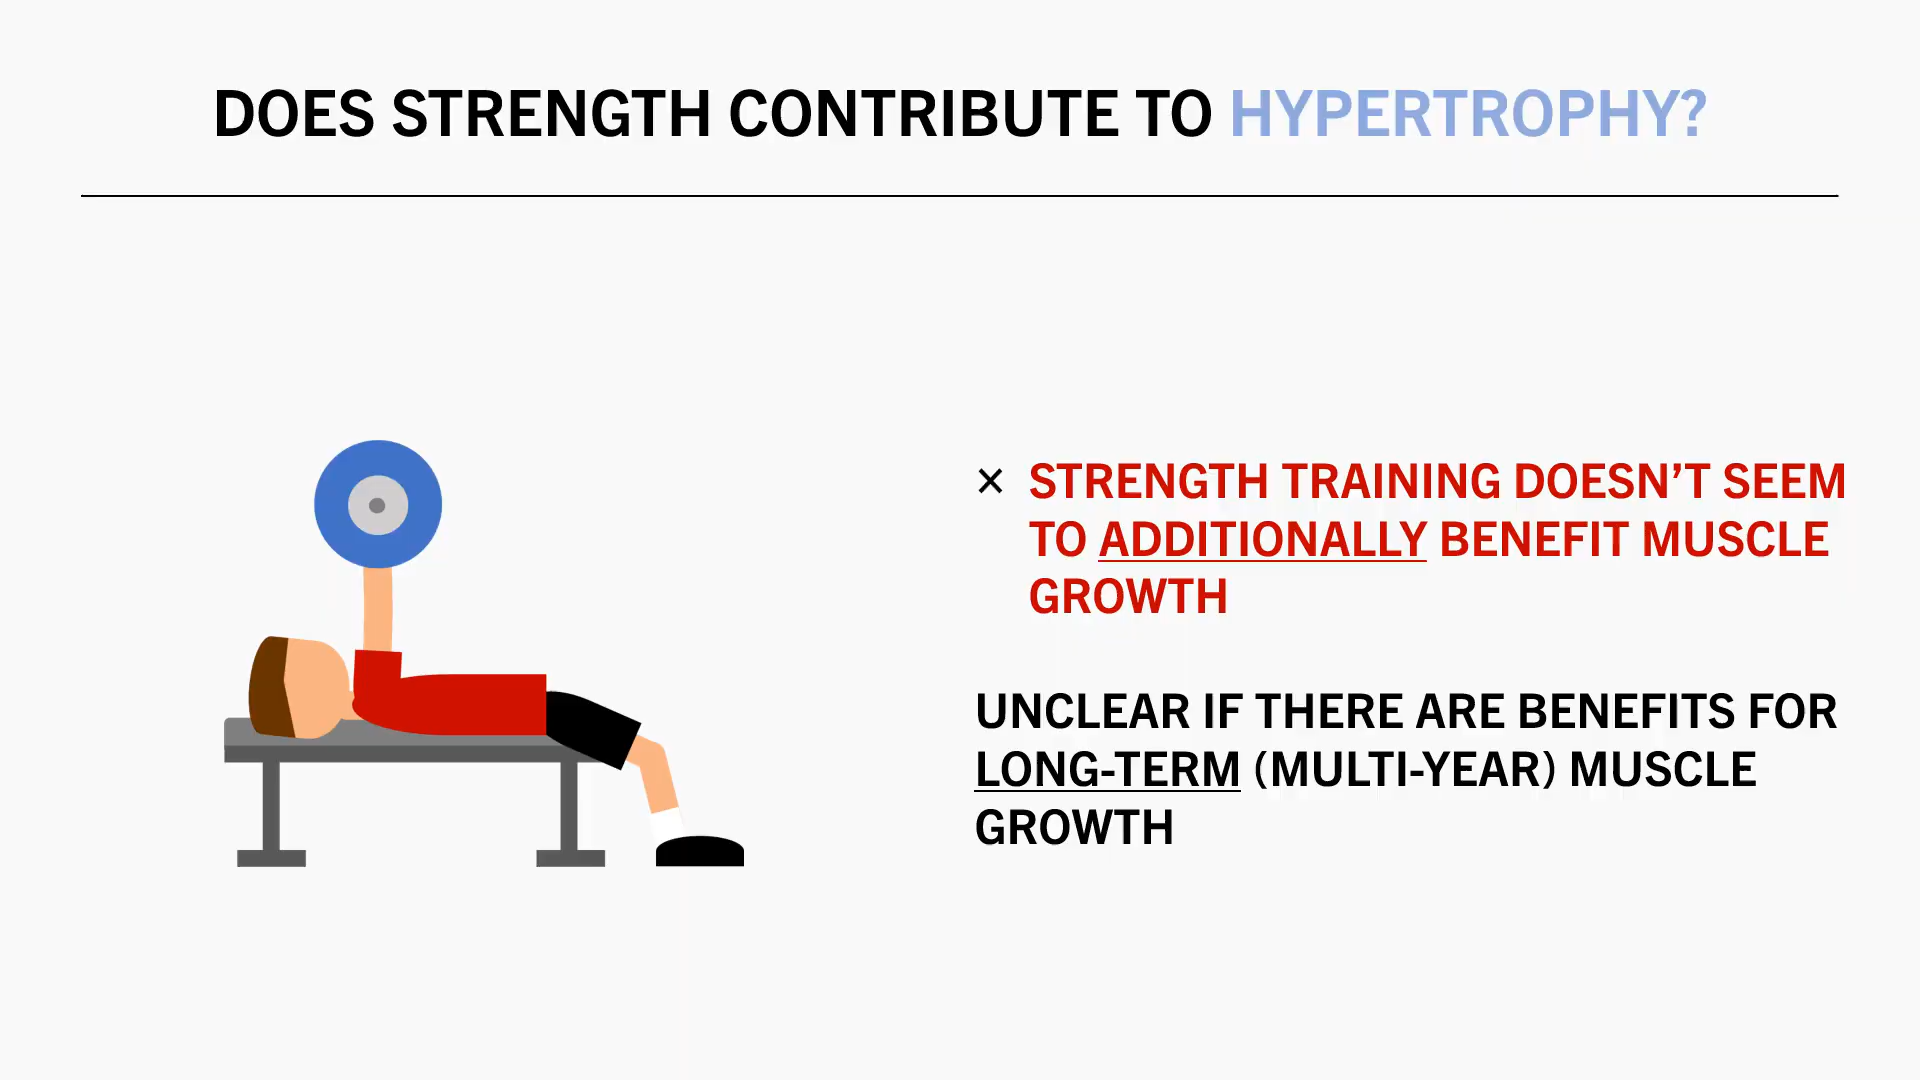 DOES STRENGTH CONTRIBUTE TO HYPERTROPHY?
× STRENGTH TRAINING DOESN’T SEEM
TO ADDITIONALLY BENEFIT MUSCLE
GROWTH
UNCLEAR IF THERE ARE BENEFITS FOR
LONG-TERM (MULTI-YEAR) MUSCLE
GROWTH